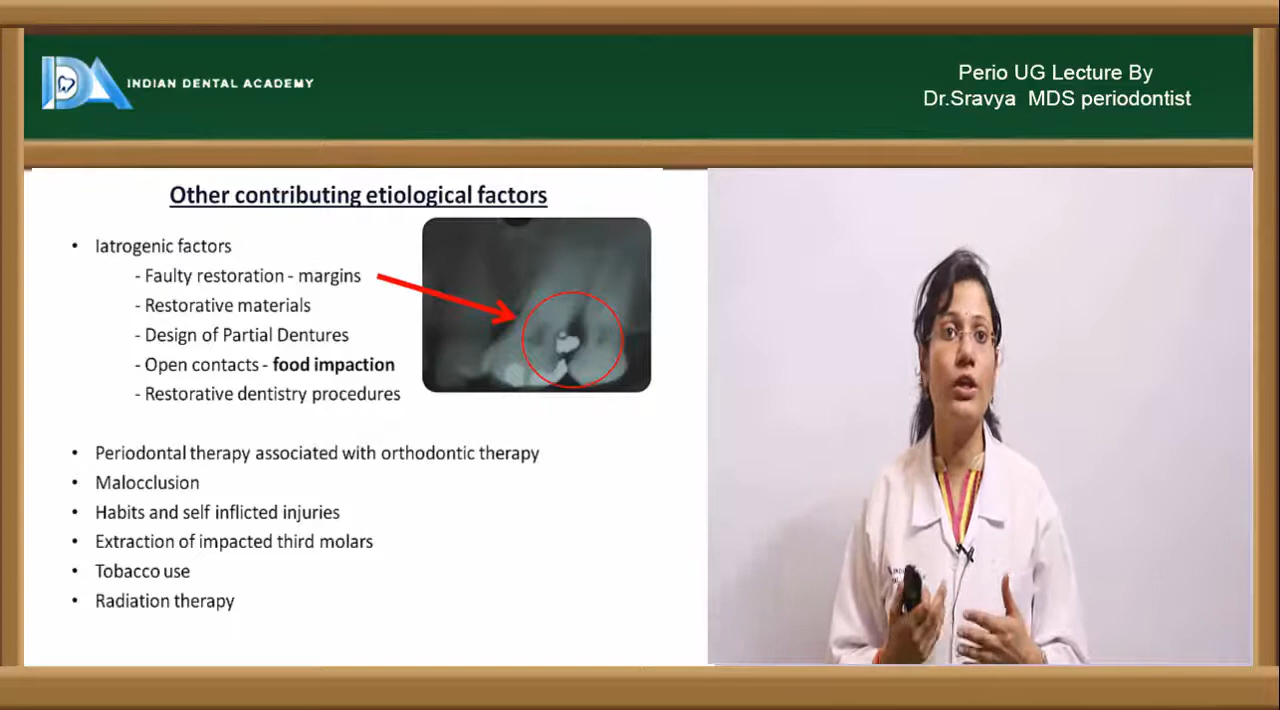 IDA
INDIAN DENTAL ACADEMY
Perio UG Lecture By
Dr.Sravya MDS periodontist
Other contributing etiological factors
• Iatrogenic factors
- Faulty restoration - margins
- Restorative materials
- Design of Partial Dentures
- Open contacts - food impaction
- Restorative dentistry procedures
• Periodontal therapy associated with orthodontic therapy
• Malocclusion
• Habits and self inflicted injuries
• Extraction of impacted third molars
• Tobacco use
• Radiation therapy